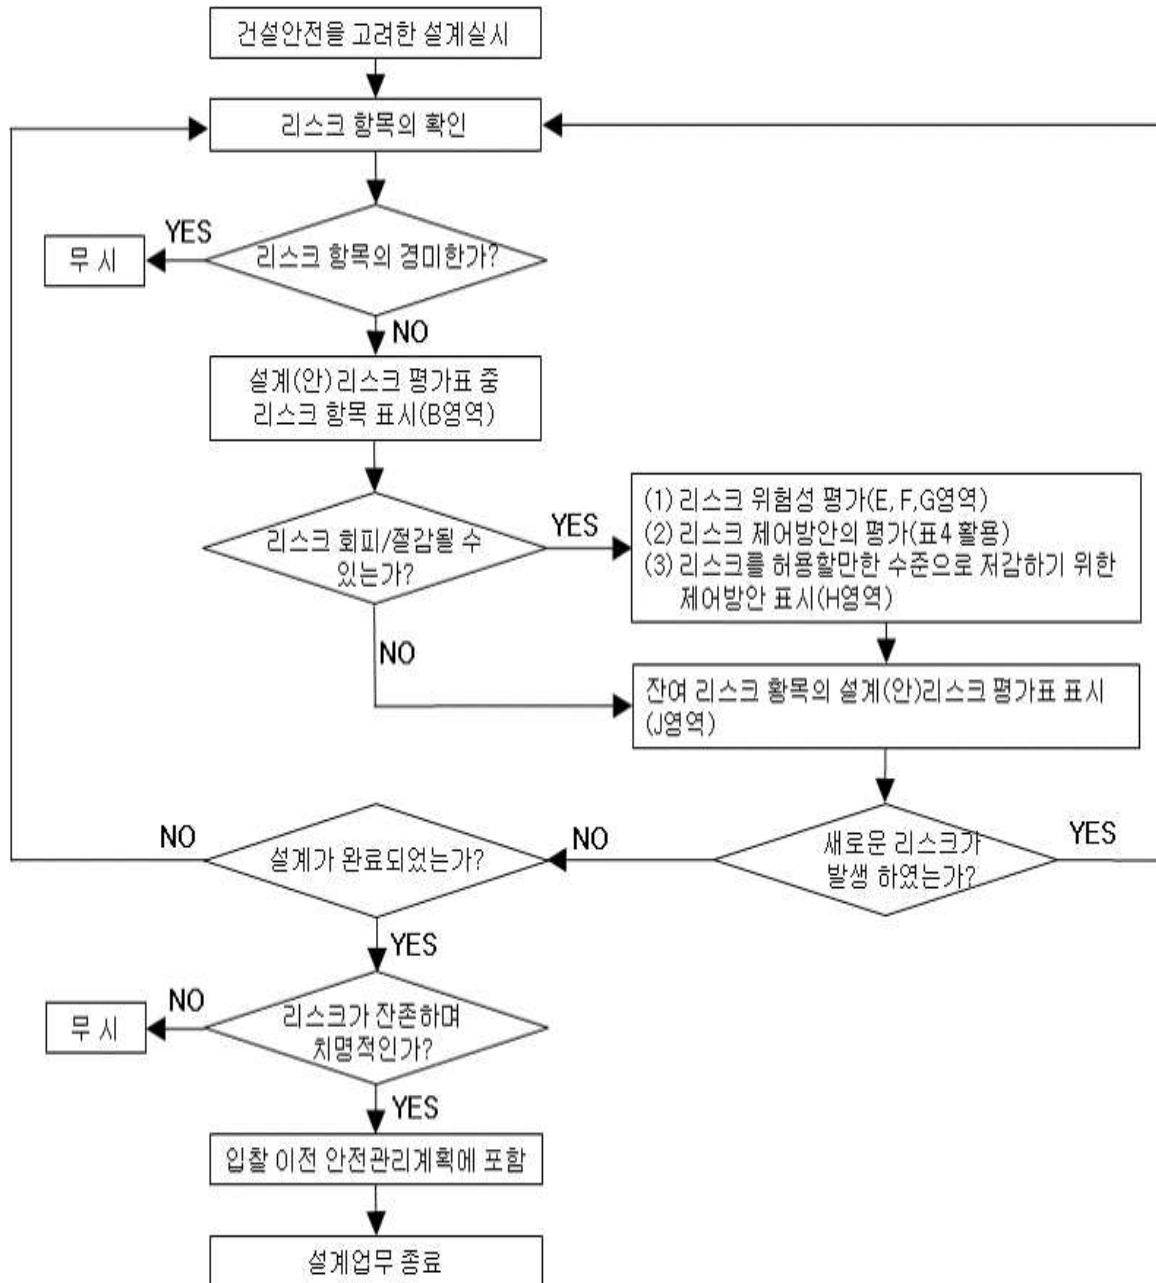 건설안전을 고려한 설계실시
리스크 항목의 확인
YES
무 시
리스크 항목의 경미한가?
NO
설계(안)리스크 평가표 중
리스크 항목 표시(B영역)
리스크 회피/절감될 수
있는가?
YES
(1) 리스크 위험성 평가(E, F,G영역)
(2) 리스크 제어방안의 평가(표4 활용)
(3) 리스크를 허용할만한 수준으로 저감하기 위한
제어방안 표시(H영역)
NO
잔여 리스크 황목의 설계(안)리스크 평가표 표시
(J영역)
새로운 리스크가
발생 하였는가?
YES
NO
설계가 완료되었는가?
NO
YES
리스크가 잔존하며
치명적인가?
NO
무 시
YES
입찰 이전 안전관리계획에 포함
설계업무 종료